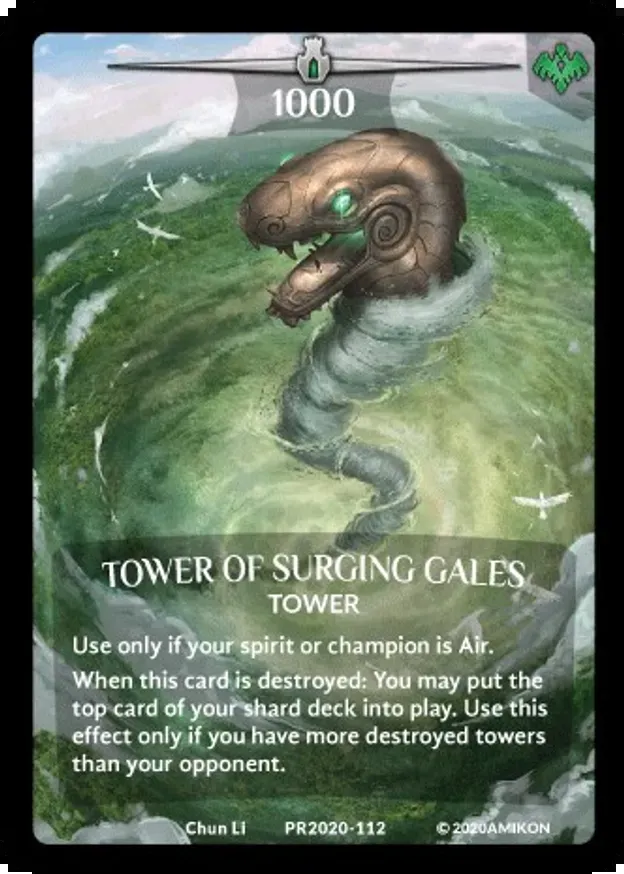 1000
TOWER OF SURGING GALES
TOWER
Use only if your spirit or champion is Air.
When this card is destroyed: You may put the
top card of your shard deck into play. Use this
effect only if you have more destroyed towers
than your opponent.
Chun Li PR2020-112 © 2020AMIKON